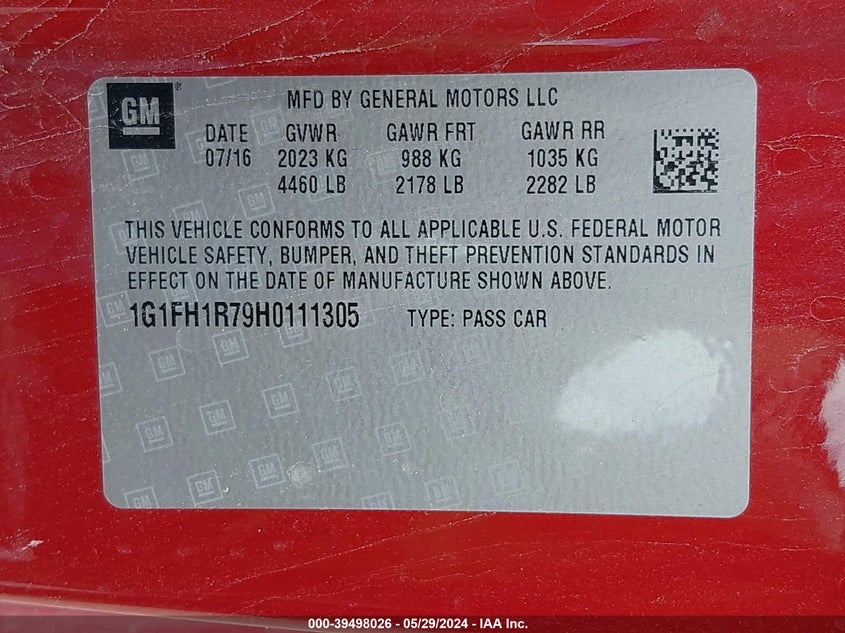 GM
®
MFD BY GENERAL MOTORS LLC
DATE GVWR GAWR FRT GAWR RR
07/16 2023 KG 988 KG 1035 KG
4460 LB 2178 LB 2282 LB
THIS VEHICLE CONFORMS TO ALL APPLICABLE U.S. FEDERAL MOTOR
VEHICLE SAFETY, BUMPER, AND THEFT PREVENTION STANDARDS IN
EFFECT ON THE DATE OF MANUFACTURE SHOWN ABOVE.
1G1FH1R79H0111305 TYPE: PASS CAR
000-39498026 - 05/29/2024 - IAA Inc.